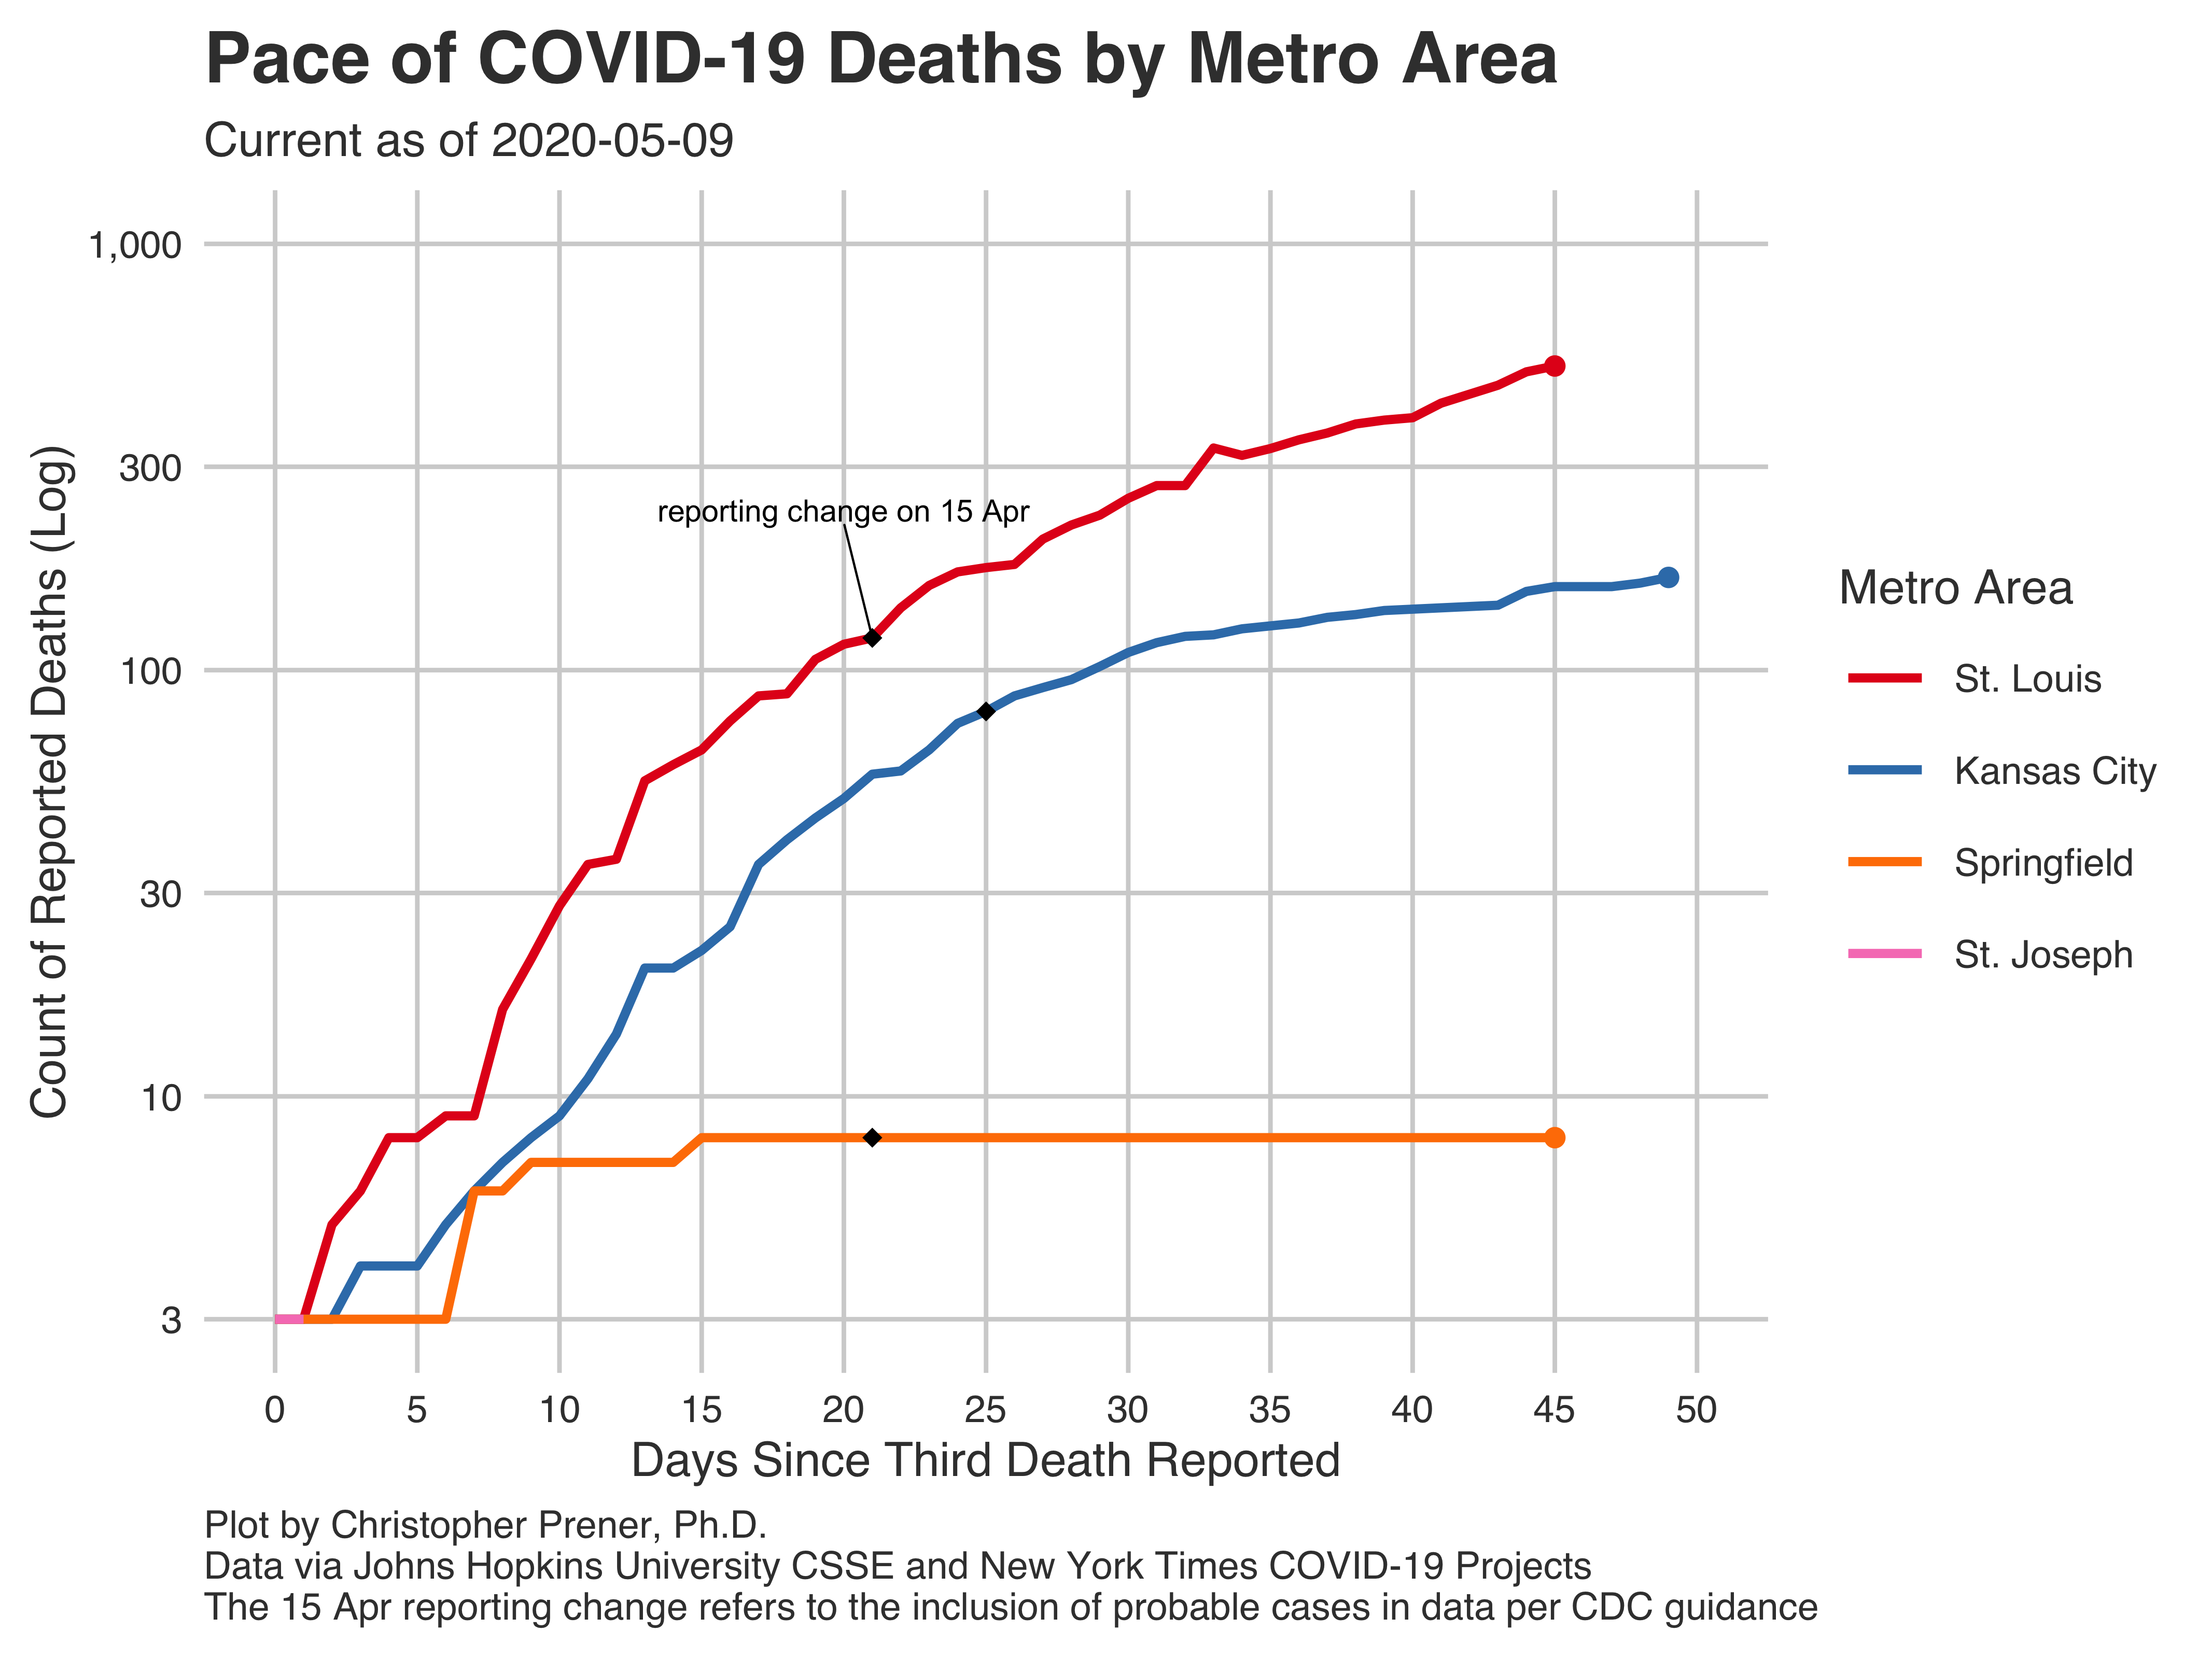 Pace of COVID-19 Deaths by Metro Area
Current as of 2020-05-09
Count of Reported Deaths (Log)
1,000
300
100
30
10
3
reporting change on 15 Apr
0 5 10 15 20 25 30 35 40 45 50
Days Since Third Death Reported
Metro Area
St. Louis
Kansas City
Springfield
St. Joseph
Plot by Christopher Prener, Ph.D.
Data via Johns Hopkins University CSSE and New York Times COVID-19 Projects
The 15 Apr reporting change refers to the inclusion of probable cases in data per CDC guidance